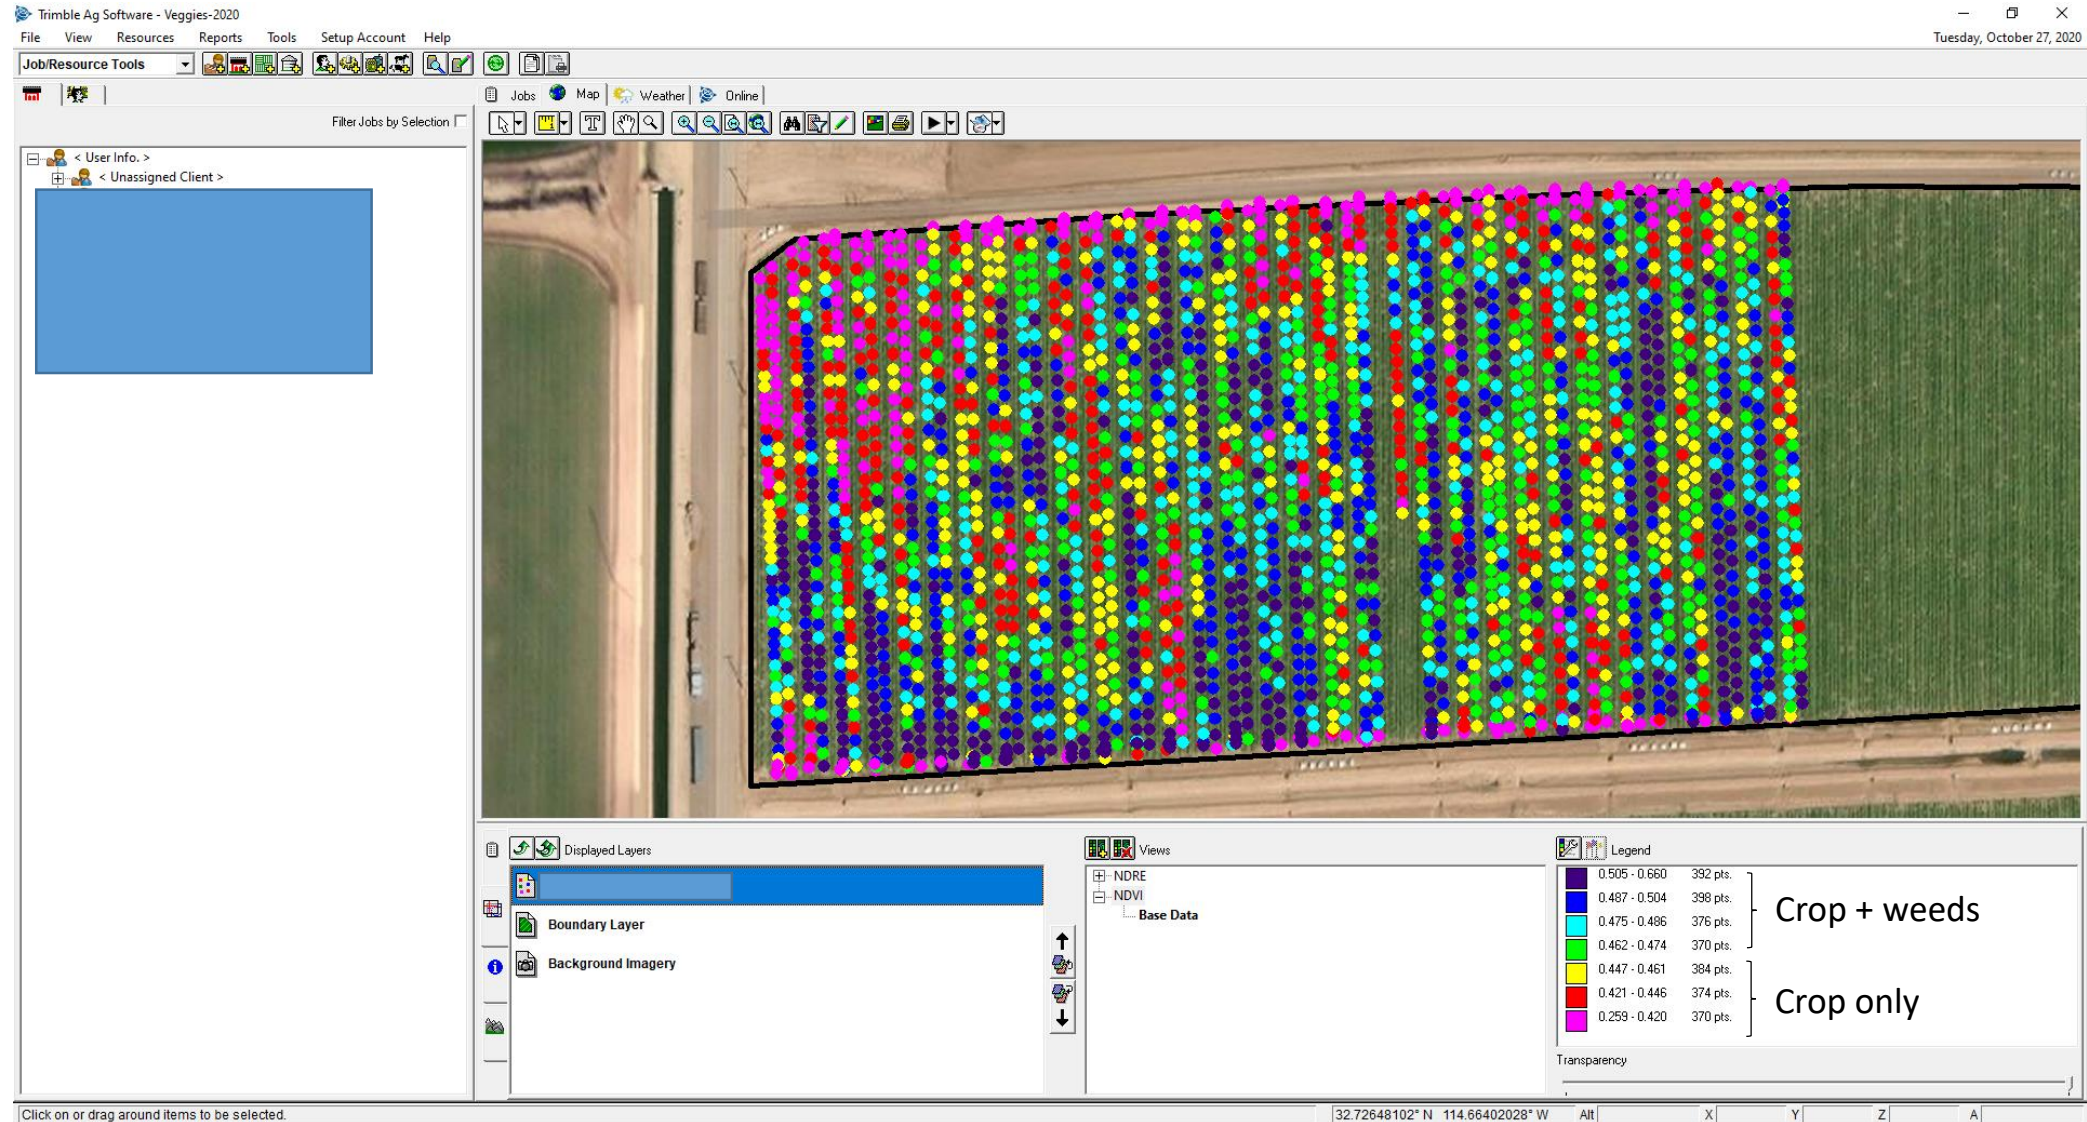 Trimble Ag Software - Veggies-2020
File View Resources Reports Tools Setup Account Help
Tuesday, October 27, 2020
Job/Resource Tools
Jobs Map Weather Online
Filter Jobs by Selection
< User Info. >
< Unassigned Client >
Displayed Layers
Boundary Layer
Background Imagery
Views
NDRE
NDVI
Base Data
Legend
0.505 - 0.660 392 pts.
0.487 - 0.504 398 pts.
0.475 - 0.486 376 pts.
0.462 - 0.474 370 pts.
0.447 - 0.461 384 pts.
0.421 - 0.446 374 pts.
0.259 - 0.420 370 pts.
Crop + weeds
Crop only
Transparency
Click on or drag around items to be selected.
32.72648102° N 114.66402028° W Alt X Y Z A